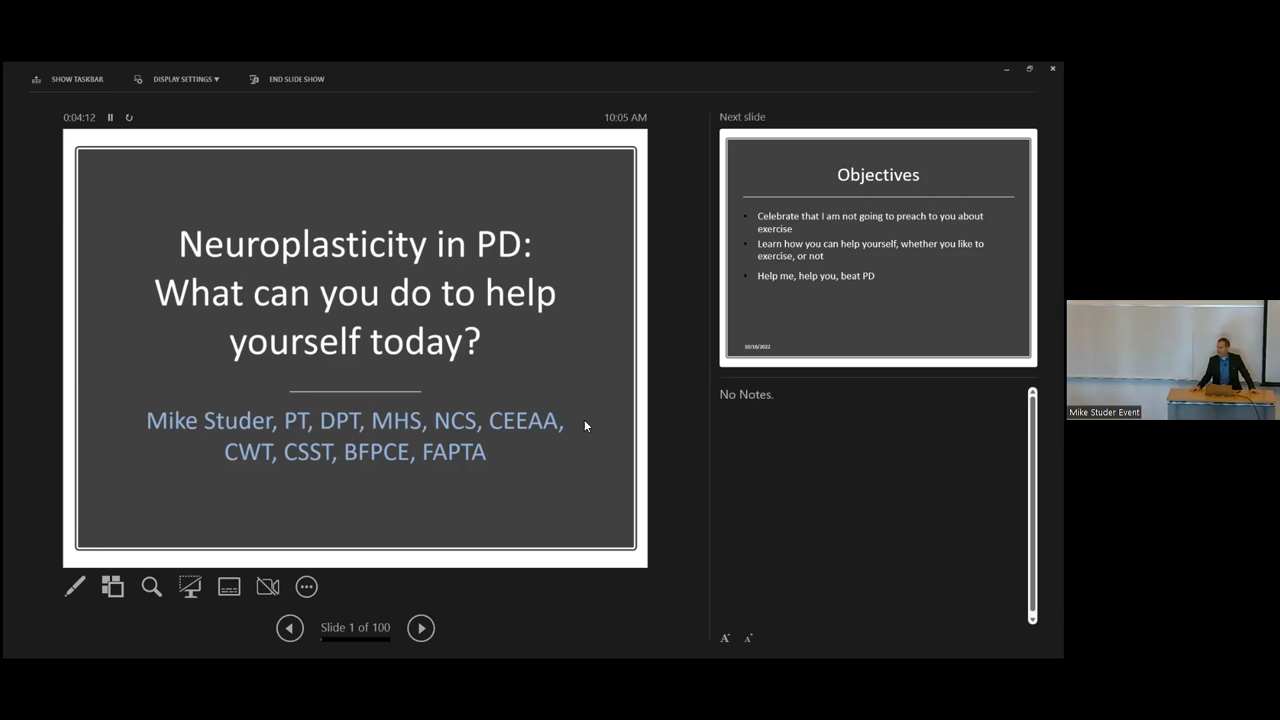 SHOW TASKBAR
DISPLAY SETTINGS ▼
END SLIDE SHOW
0:04:12
10:05 AM
Neuroplasticity in PD:
What can you do to help
yourself today?
Mike Studer, PT, DPT, MHS, NCS, CEEAA,
CWT, CSST, BFPCE, FAPTA
Slide 1 of 100
Next slide
Objectives
• Celebrate that I am not going to preach to you about
exercise
• Learn how you can help yourself, whether you like to
exercise, or not
• Help me, help you, beat PD
10/16/2022
No Notes.
A A
Mike Studer Event